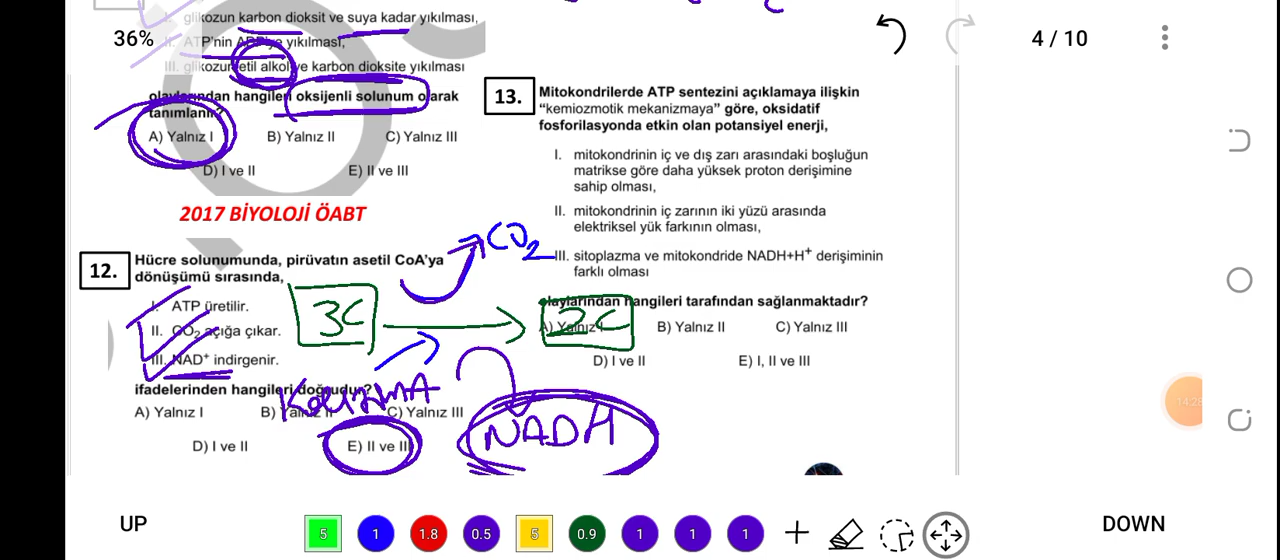 36%
4 / 10
I. glikozun karbon dioksit ve suya kadar yıkılması,
II. ATP'nin ADP'ye yıkılması,
III. glikozun etil alkol ve karbon dioksite yıkılması
olaylarından hangileri oksijenli solunum olarak
tanımlanır?
A) Yalnız I B) Yalnız II C) Yalnız III
D) I ve II E) II ve III
2017 BİYOLOJİ ÖABT
12. Hücre solunumunda, pirüvatın asetil CoA'ya
dönüşümü sırasında,
I. ATP üretilir.
II. CO2 açığa çıkar.
III. NAD+ indirgenir.
ifadelerinden hangileri doğrudur?
A) Yalnız I B) Yalnız II C) Yalnız III
D) I ve II E) II ve III
3C
2C
CO2
NADH
13. Mitokondrilerde ATP sentezini açıklamaya ilişkin
"kemiozmotik mekanizmaya" göre, oksidatif
fosforilasyonda etkin olan potansiyel enerji,
I. mitokondrinin iç ve dış zarı arasındaki boşluğun
matrikse göre daha yüksek proton derişimine
sahip olması,
II. mitokondrinin iç zarının iki yüzü arasında
elektriksel yük farkının olması,
III. sitoplazma ve mitokondride NADH+H+ derişiminin
farklı olması
olaylarından hangileri tarafından sağlanmaktadır?
A) Yalnız I B) Yalnız II C) Yalnız III
D) I ve II E) I, II ve III
14:28
UP
5 1 1.8 0.5 5 0.9 1 1 1
DOWN